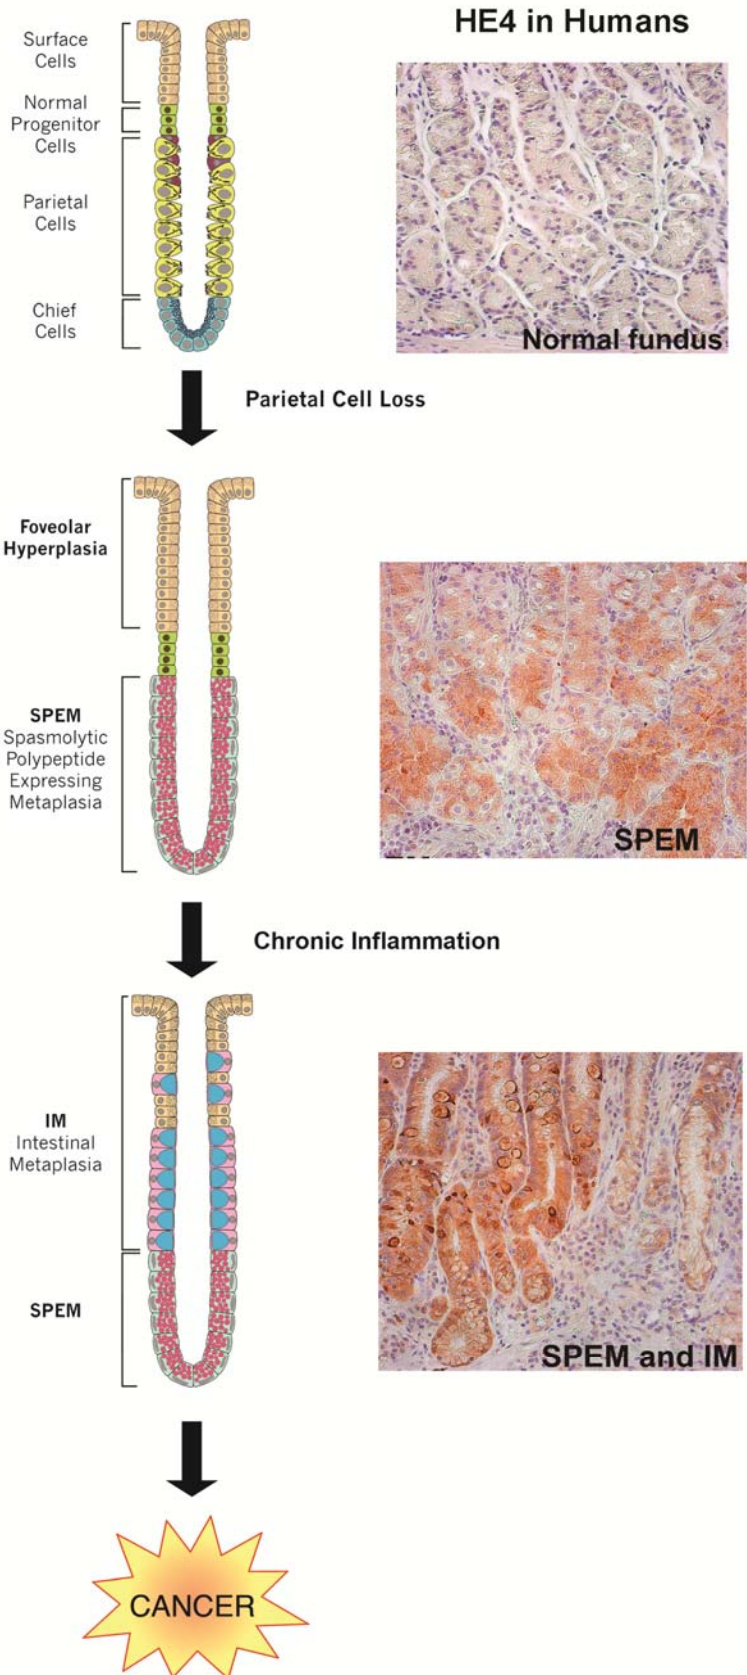 HE4 in Humans
Surface
Cells
Normal
Progenitor
Cells
Parietal
Cells
Chief
Cells
Normal fundus
Parietal Cell Loss
Foveolar
Hyperplasia
SPEM
Spasmolytic
Polypeptide
Expressing
Metaplasia
SPEM
Chronic Inflammation
IM
Intestinal
Metaplasia
SPEM
SPEM and IM
CANCER